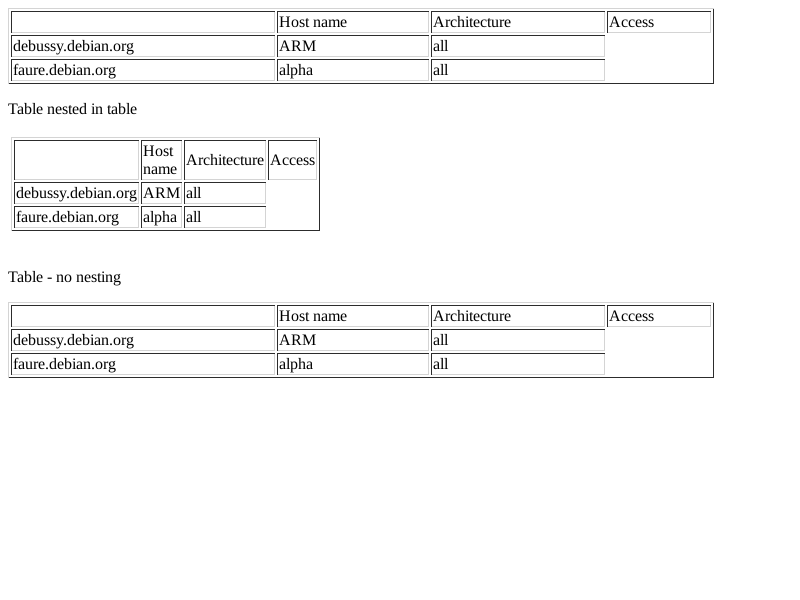 Host name Architecture Access
debussy.debian.org ARM all
faure.debian.org alpha all
Table nested in table
Host name Architecture Access
debussy.debian.org ARM all
faure.debian.org alpha all
Table - no nesting
Host name Architecture Access
debussy.debian.org ARM all
faure.debian.org alpha all